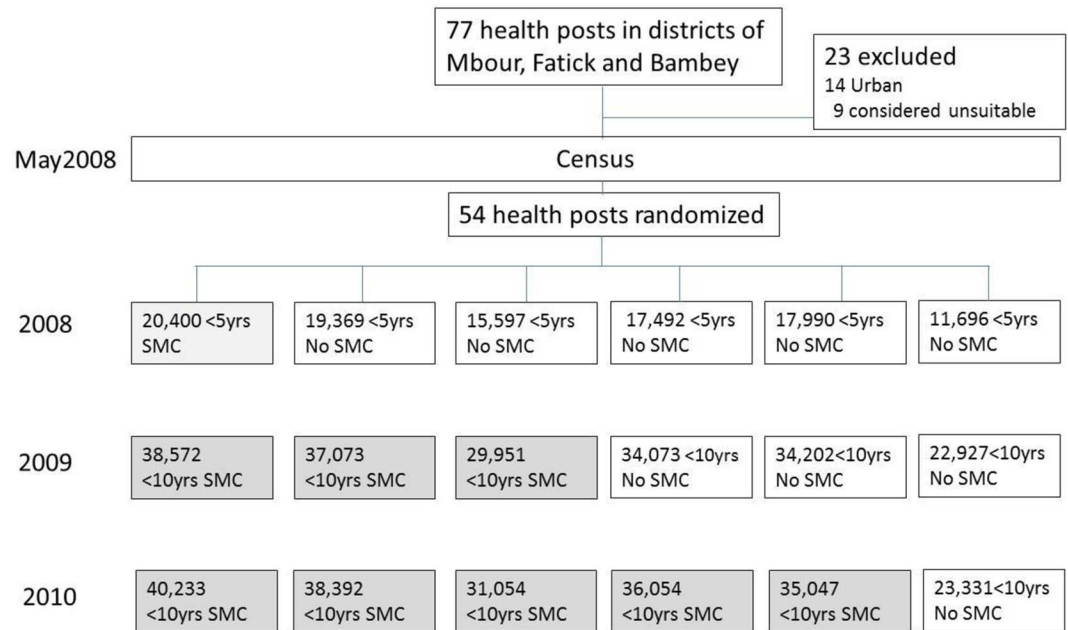 77 health posts in districts of
Mbour, Fatick and Bambey
23 excluded
14 Urban
9 considered unsuitable
May2008
Census
54 health posts randomized
2008
20,400 <5yrs
SMC
19,369 <5yrs
No SMC
15,597 <5yrs
No SMC
17,492 <5yrs
No SMC
17,990 <5yrs
No SMC
11,696 <5yrs
No SMC
2009
38,572
<10yrs SMC
37,073
<10yrs SMC
29,951
<10yrs SMC
34,073 <10yrs
No SMC
34,202<10yrs
No SMC
22,927<10yrs
No SMC
2010
40,233
<10yrs SMC
38,392
<10yrs SMC
31,054
<10yrs SMC
36,054
<10yrs SMC
35,047
<10yrs SMC
23,331<10yrs
No SMC